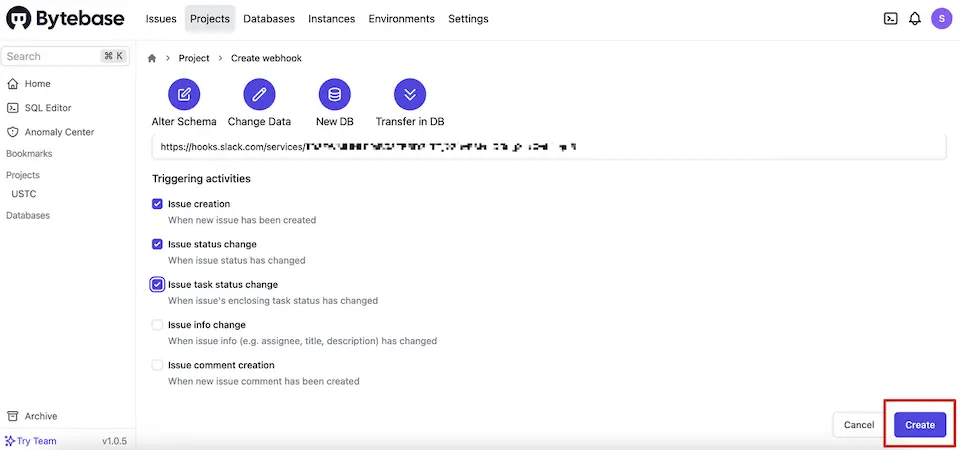 Bytebase Issues Projects Databases Instances Environments Settings S
Search ⌘ K
Home
SQL Editor
Anomaly Center
Bookmarks
Projects
USTC
Databases
Archive
Try Team v1.0.5
Project > Create webhook
Alter Schema Change Data New DB Transfer in DB
https://hooks.slack.com/services/
Triggering activities
Issue creation
When new issue has been created
Issue status change
When issue status has changed
Issue task status change
When issue's enclosing task status has changed
Issue info change
When issue info (e.g. assignee, title, description) has changed
Issue comment creation
When new issue comment has been created
Cancel Create